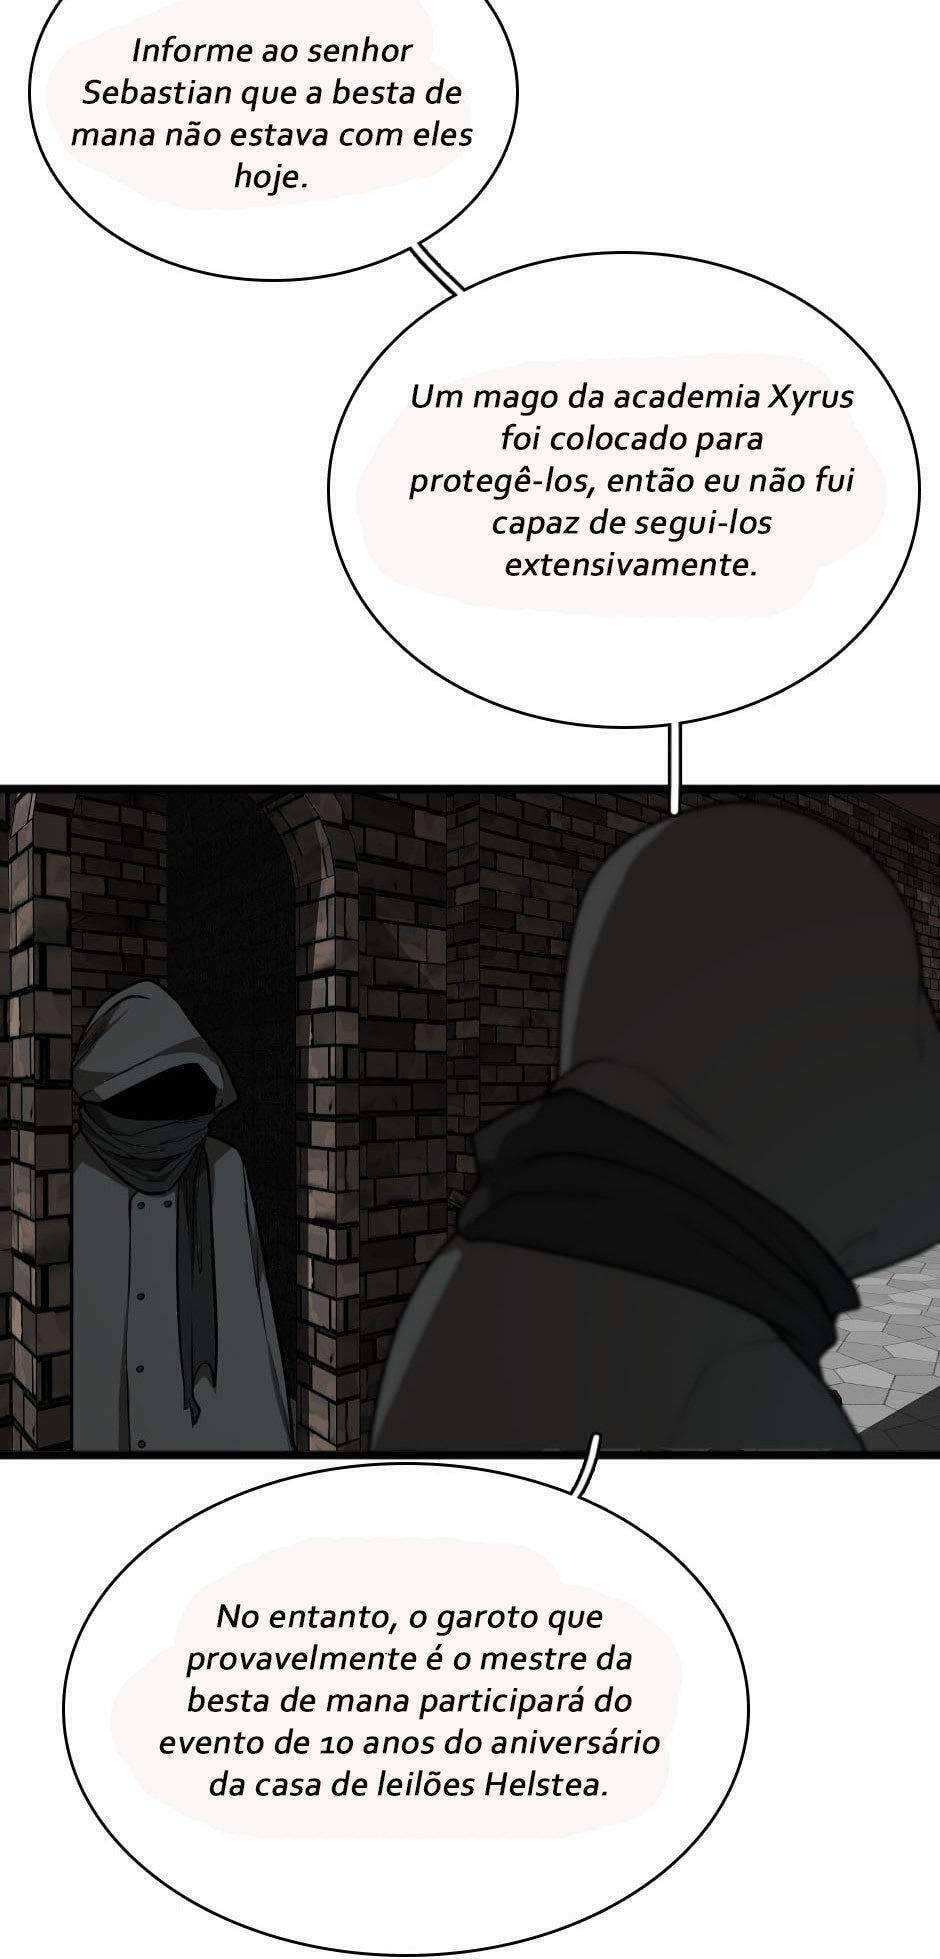 Informe ao senhor
Sebastian que a besta de
mana não estava com eles
hoje.
Um mago da academia Xyrus
foi colocado para
protegê-los, então eu não fui
capaz de segui-los
extensivamente.
No entanto, o garoto que
provavelmente é o mestre da
besta de mana participará do
evento de 10 anos do aniversário
da casa de leilões Helstea.